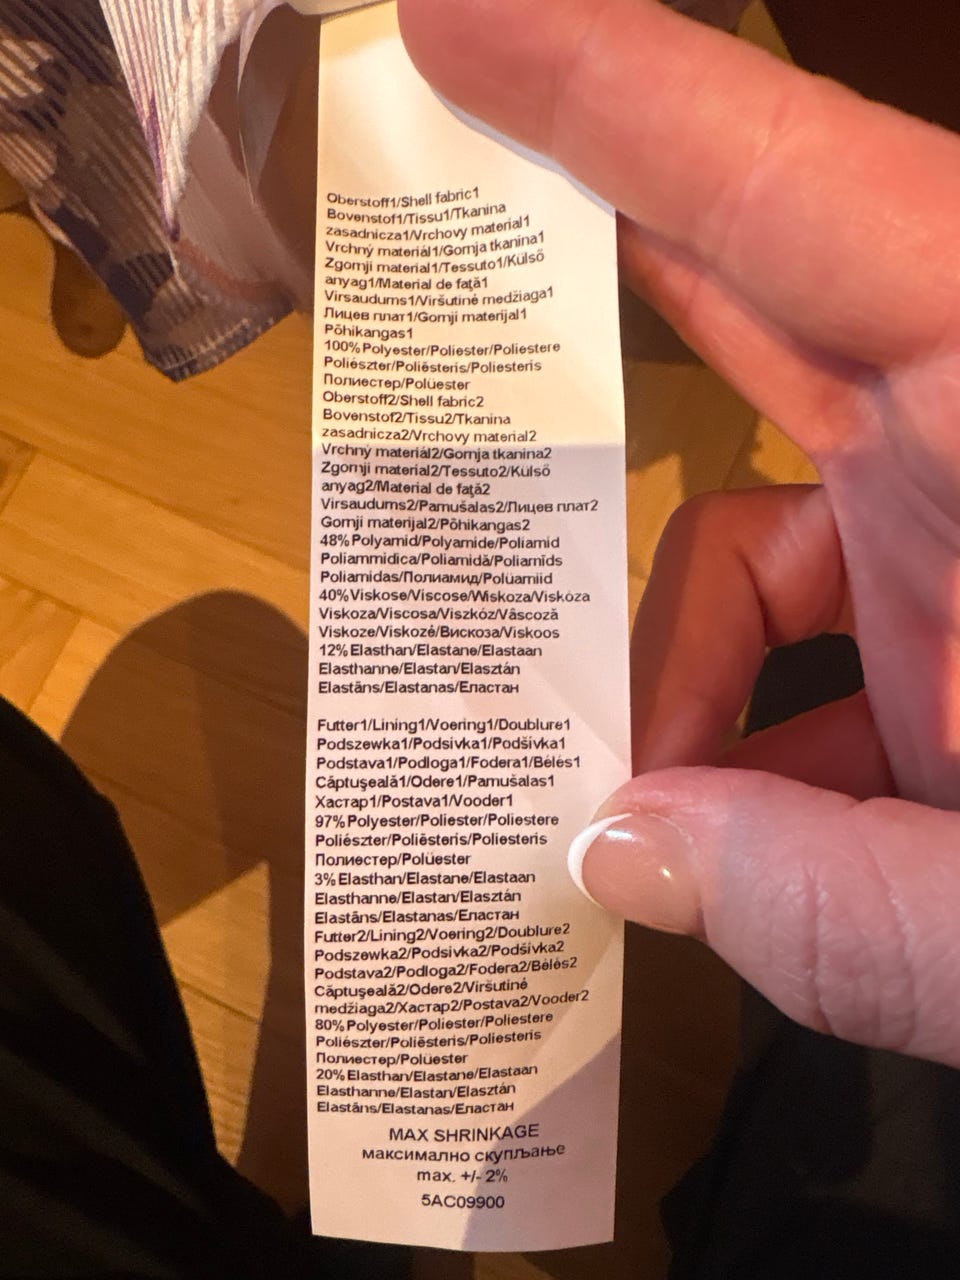 Oberstoff1/Shell fabric1
Bovenstof1/Tissu1/Tkanina
zasadnicza1/Vrchovy material1
Vrchný materiál1/Gornja tkanina1
Zgornji material1/Tessuto1/Külső
anyag1/Material de faţă1
Virsaudums1/Viršutinė medžiaga1
Лицев плат1/Gornji materijal1
Põhikangas1
100% Polyester/Poliester/Poliestere
Poliészter/Poliēsteris/Poliesteris
Полиестер/Polüester
Oberstoff2/Shell fabric2
Bovenstof2/Tissu2/Tkanina
zasadnicza2/Vrchovy material2
Vrchný materiál2/Gornja tkanina2
Zgornji material2/Tessuto2/Külső
anyag2/Material de faţă2
Virsaudums2/Pamušalas2/Лицев плат2
Gornji materijal2/Põhikangas2
48% Polyamid/Polyamide/Poliamid
Poliammidica/Poliamidă/Poliamīds
Poliamidas/Полиамид/Polüamiid
40% Viskose/Viscose/Wiskoza/Viskóza
Viskoza/Viscosa/Viszkóz/Vâscoză
Viskoze/Viskozė/Вискоза/Viskoos
12% Elasthan/Elastane/Elastaan
Elasthanne/Elastan/Elasztán
Elastāns/Elastanas/Еластан
Futter1/Lining1/Voering1/Doublure1
Podszewka1/Podsivka1/Podšívka1
Podstava1/Podloga1/Fodera1/Bélés1
Căptuşeală1/Odere1/Pamušalas1
Хастар1/Postava1/Vooder1
97% Polyester/Poliester/Poliestere
Poliészter/Poliēsteris/Poliesteris
Полиестер/Polüester
3% Elasthan/Elastane/Elastaan
Elasthanne/Elastan/Elasztán
Elastāns/Elastanas/Еластан
Futter2/Lining2/Voering2/Doublure2
Podszewka2/Podsivka2/Podšívka2
Podstava2/Podloga2/Fodera2/Bélés2
Căptuşeală2/Odere2/Viršutinė
medžiaga2/Хастар2/Postava2/Vooder2
80% Polyester/Poliester/Poliestere
Poliészter/Poliēsteris/Poliesteris
Полиестер/Polüester
20% Elasthan/Elastane/Elastaan
Elasthanne/Elastan/Elasztán
Elastāns/Elastanas/Еластан
MAX SHRINKAGE
максимално скупљање
max. +/- 2%
5AC09900